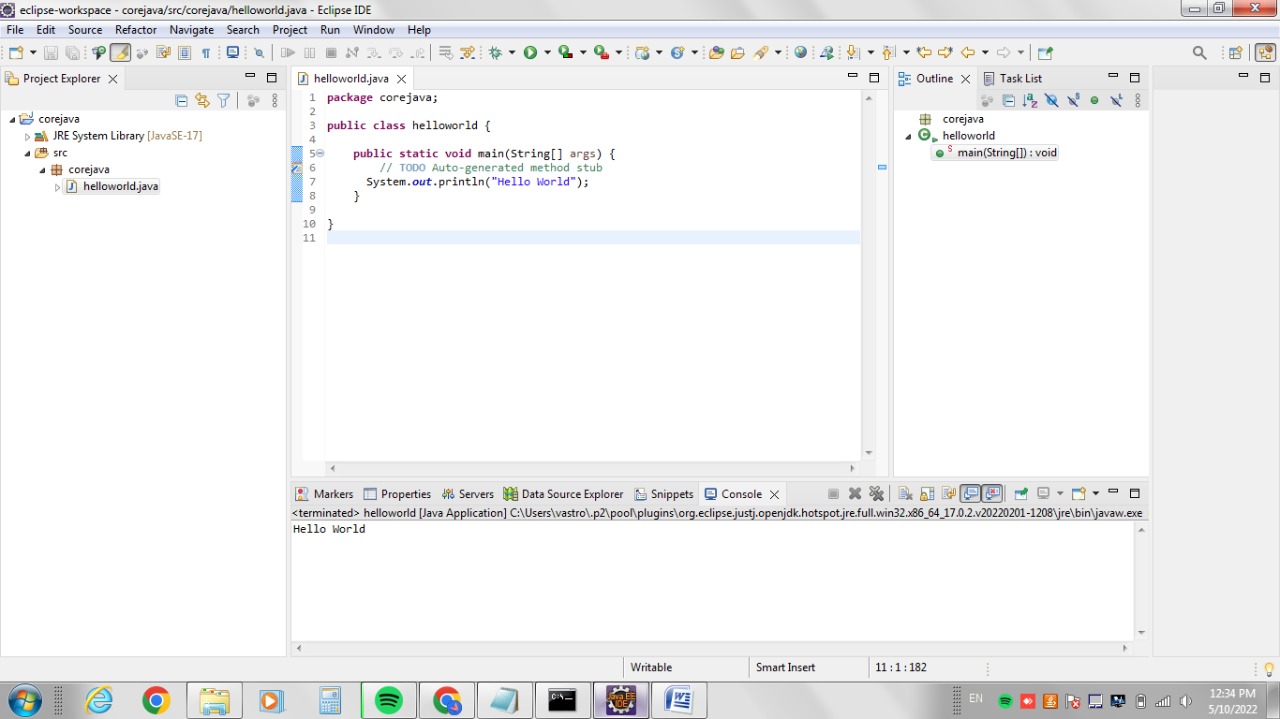 eclipse-workspace - corejava/src/corejava/helloworld.java - Eclipse IDE
File Edit Source Refactor Navigate Search Project Run Window Help
Project Explorer
corejava
JRE System Library [JavaSE-17]
src
corejava
helloworld.java
helloworld.java
1 package corejava;
2
3 public class helloworld {
4
5 public static void main(String[] args) {
6 // TODO Auto-generated method stub
7 System.out.println("Hello World");
8 }
9
10 }
11
Outline Task List
corejava
helloworld
S main(String[]) : void
Markers Properties Servers Data Source Explorer Snippets Console
<terminated> helloworld [Java Application] C:\Users\vastro\.p2\pool\plugins\org.eclipse.justj.openjdk.hotspot.jre.full.win32.x86_64_17.0.2.v20220201-1208\jre\bin\javaw.exe
Hello World
Writable Smart Insert 11 : 1 : 182
Java EE IDE
EN
12:34 PM
5/10/2022